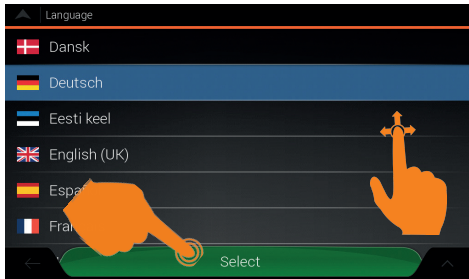 Language
Dansk
Deutsch
Eesti keel
English (UK)
Select